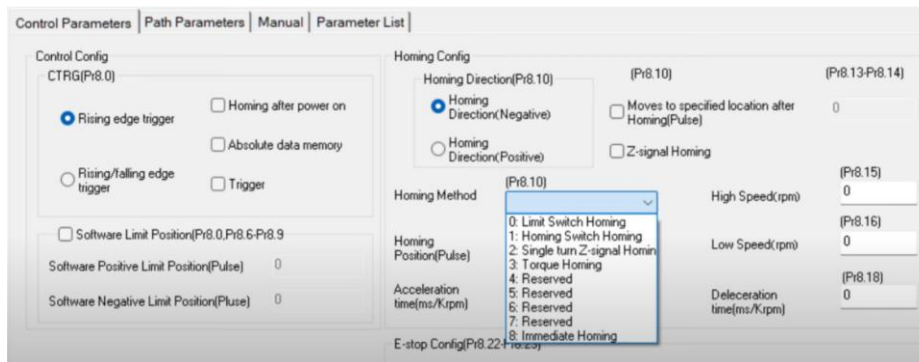 Control Parameters Path Parameters Manual Parameter List
Control Config
CTRG(Pr8.0)
Rising edge trigger
Homing after power on
Absolute data memory
Rising/falling edge
trigger
Trigger
Software Limit Position(Pr8.0,Pr8.6-Pr8.9
Software Positive Limit Position(Pulse) 0
Software Negative Limit Position(Pluse) 0
Homing Config
Homing Direction(Pr8.10)
Homing
Direction(Negative)
Homing
Direction(Positive)
(Pr8.10) (Pr8.13-Pr8.14)
Moves to specified location after
Homing(Pulse)
0
Z-signal Homing
(Pr8.10)
Homing Method
0: Limit Switch Homing
1: Homing Switch Homing
2: Single turn Z-signal Homin
3: Torque Homing
4: Reserved
5: Reserved
6: Reserved
7: Reserved
8: Immediate Homing
Homing
Position(Pulse)
Acceleration
time(ms/Krpm)
(Pr8.15)
High Speed(rpm) 0
(Pr8.16)
Low Speed(rpm) 0
(Pr8.18)
Deleceration
time(ms/Krpm)
0
E-stop Config(Pr8.22-Pr8.23)